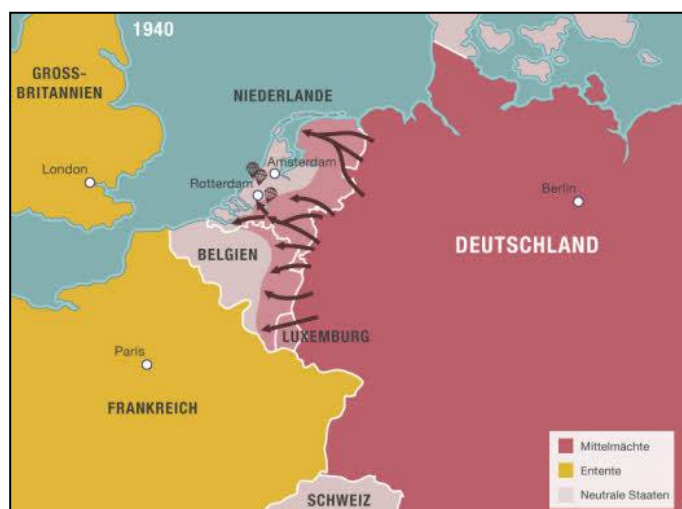 1940
GROSS-
BRITANNIEN
NIEDERLANDE
London
Amsterdam
Rotterdam
Berlin
BELGIEN
DEUTSCHLAND
LUXEMBURG
Paris
FRANKREICH
SCHWEIZ
Mittelmächte
Entente
Neutrale Staaten